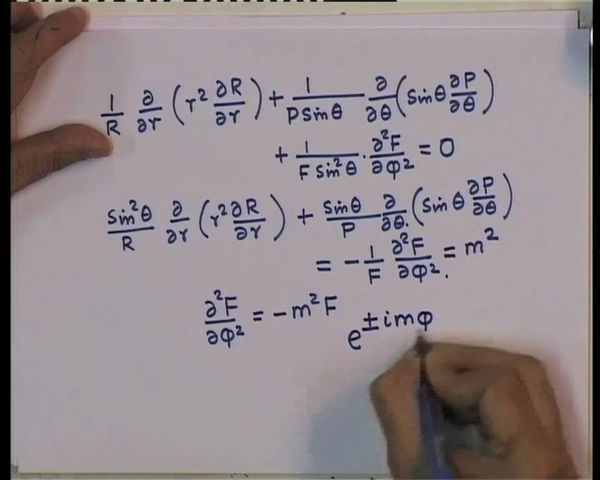 1/R ∂/∂r (r² ∂R/∂r) + 1/(P sinθ) ∂/∂θ (sinθ ∂P/∂θ)
+ 1/(F sin²θ) · ∂²F/∂φ² = 0
sin²θ/R ∂/∂r (r² ∂R/∂r) + sinθ/P ∂/∂θ (sinθ ∂P/∂θ)
= - 1/F ∂²F/∂φ² = m²
∂²F/∂φ² = -m²F e^(±imφ)